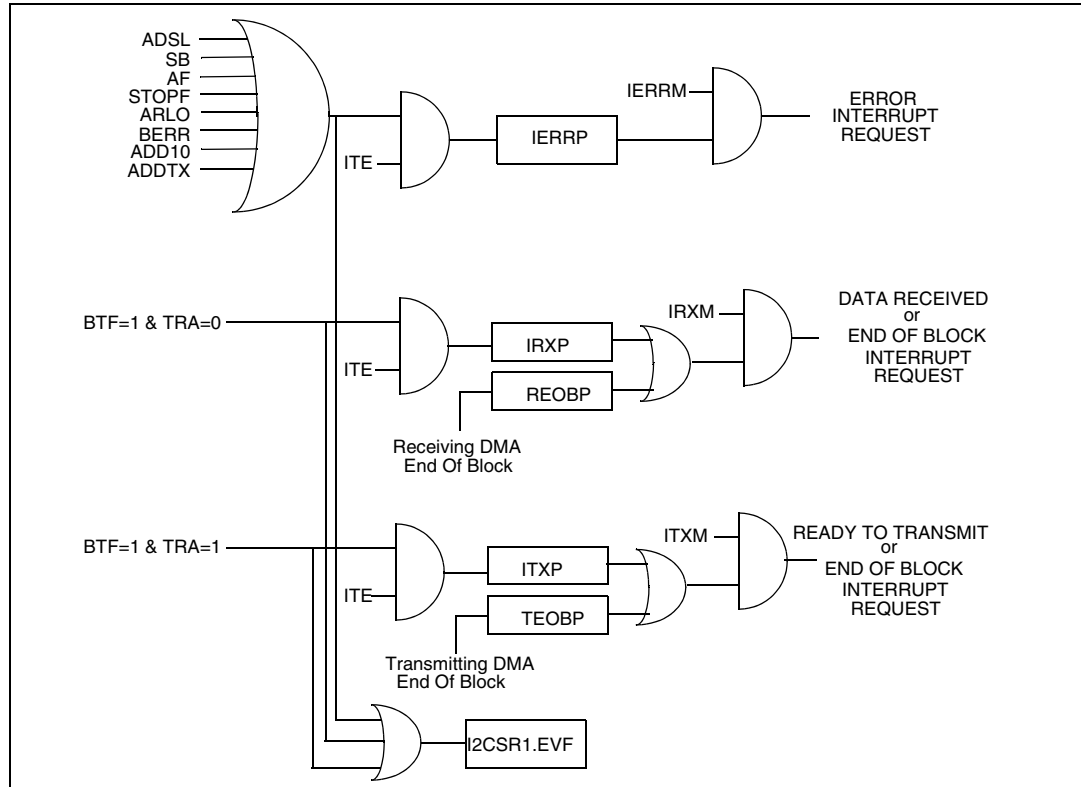 ADSL
SB
AF
STOPF
ARLO
BERR
ADD10
ADDTX
ITE
IERRP
IERRM
ERROR
INTERRUPT
REQUEST
BTF=1 & TRA=0
ITE
IRXP
REOBP
Receiving DMA
End Of Block
IRXM
DATA RECEIVED
or
END OF BLOCK
INTERRUPT
REQUEST
BTF=1 & TRA=1
ITE
ITXP
TEOBP
Transmitting DMA
End Of Block
ITXM
READY TO TRANSMIT
or
END OF BLOCK
INTERRUPT
REQUEST
I2CSR1.EVF